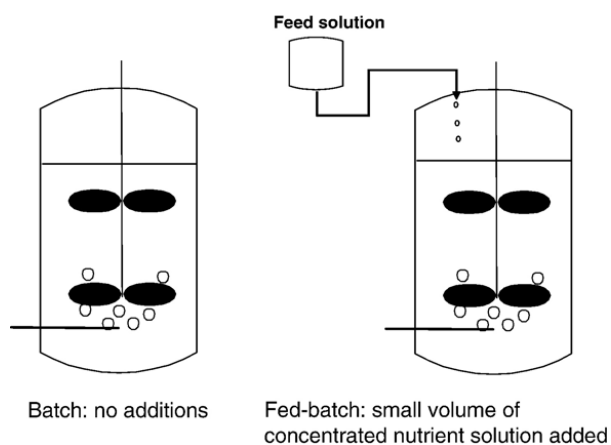 Feed solution
Batch: no additions
Fed-batch: small volume of
concentrated nutrient solution added